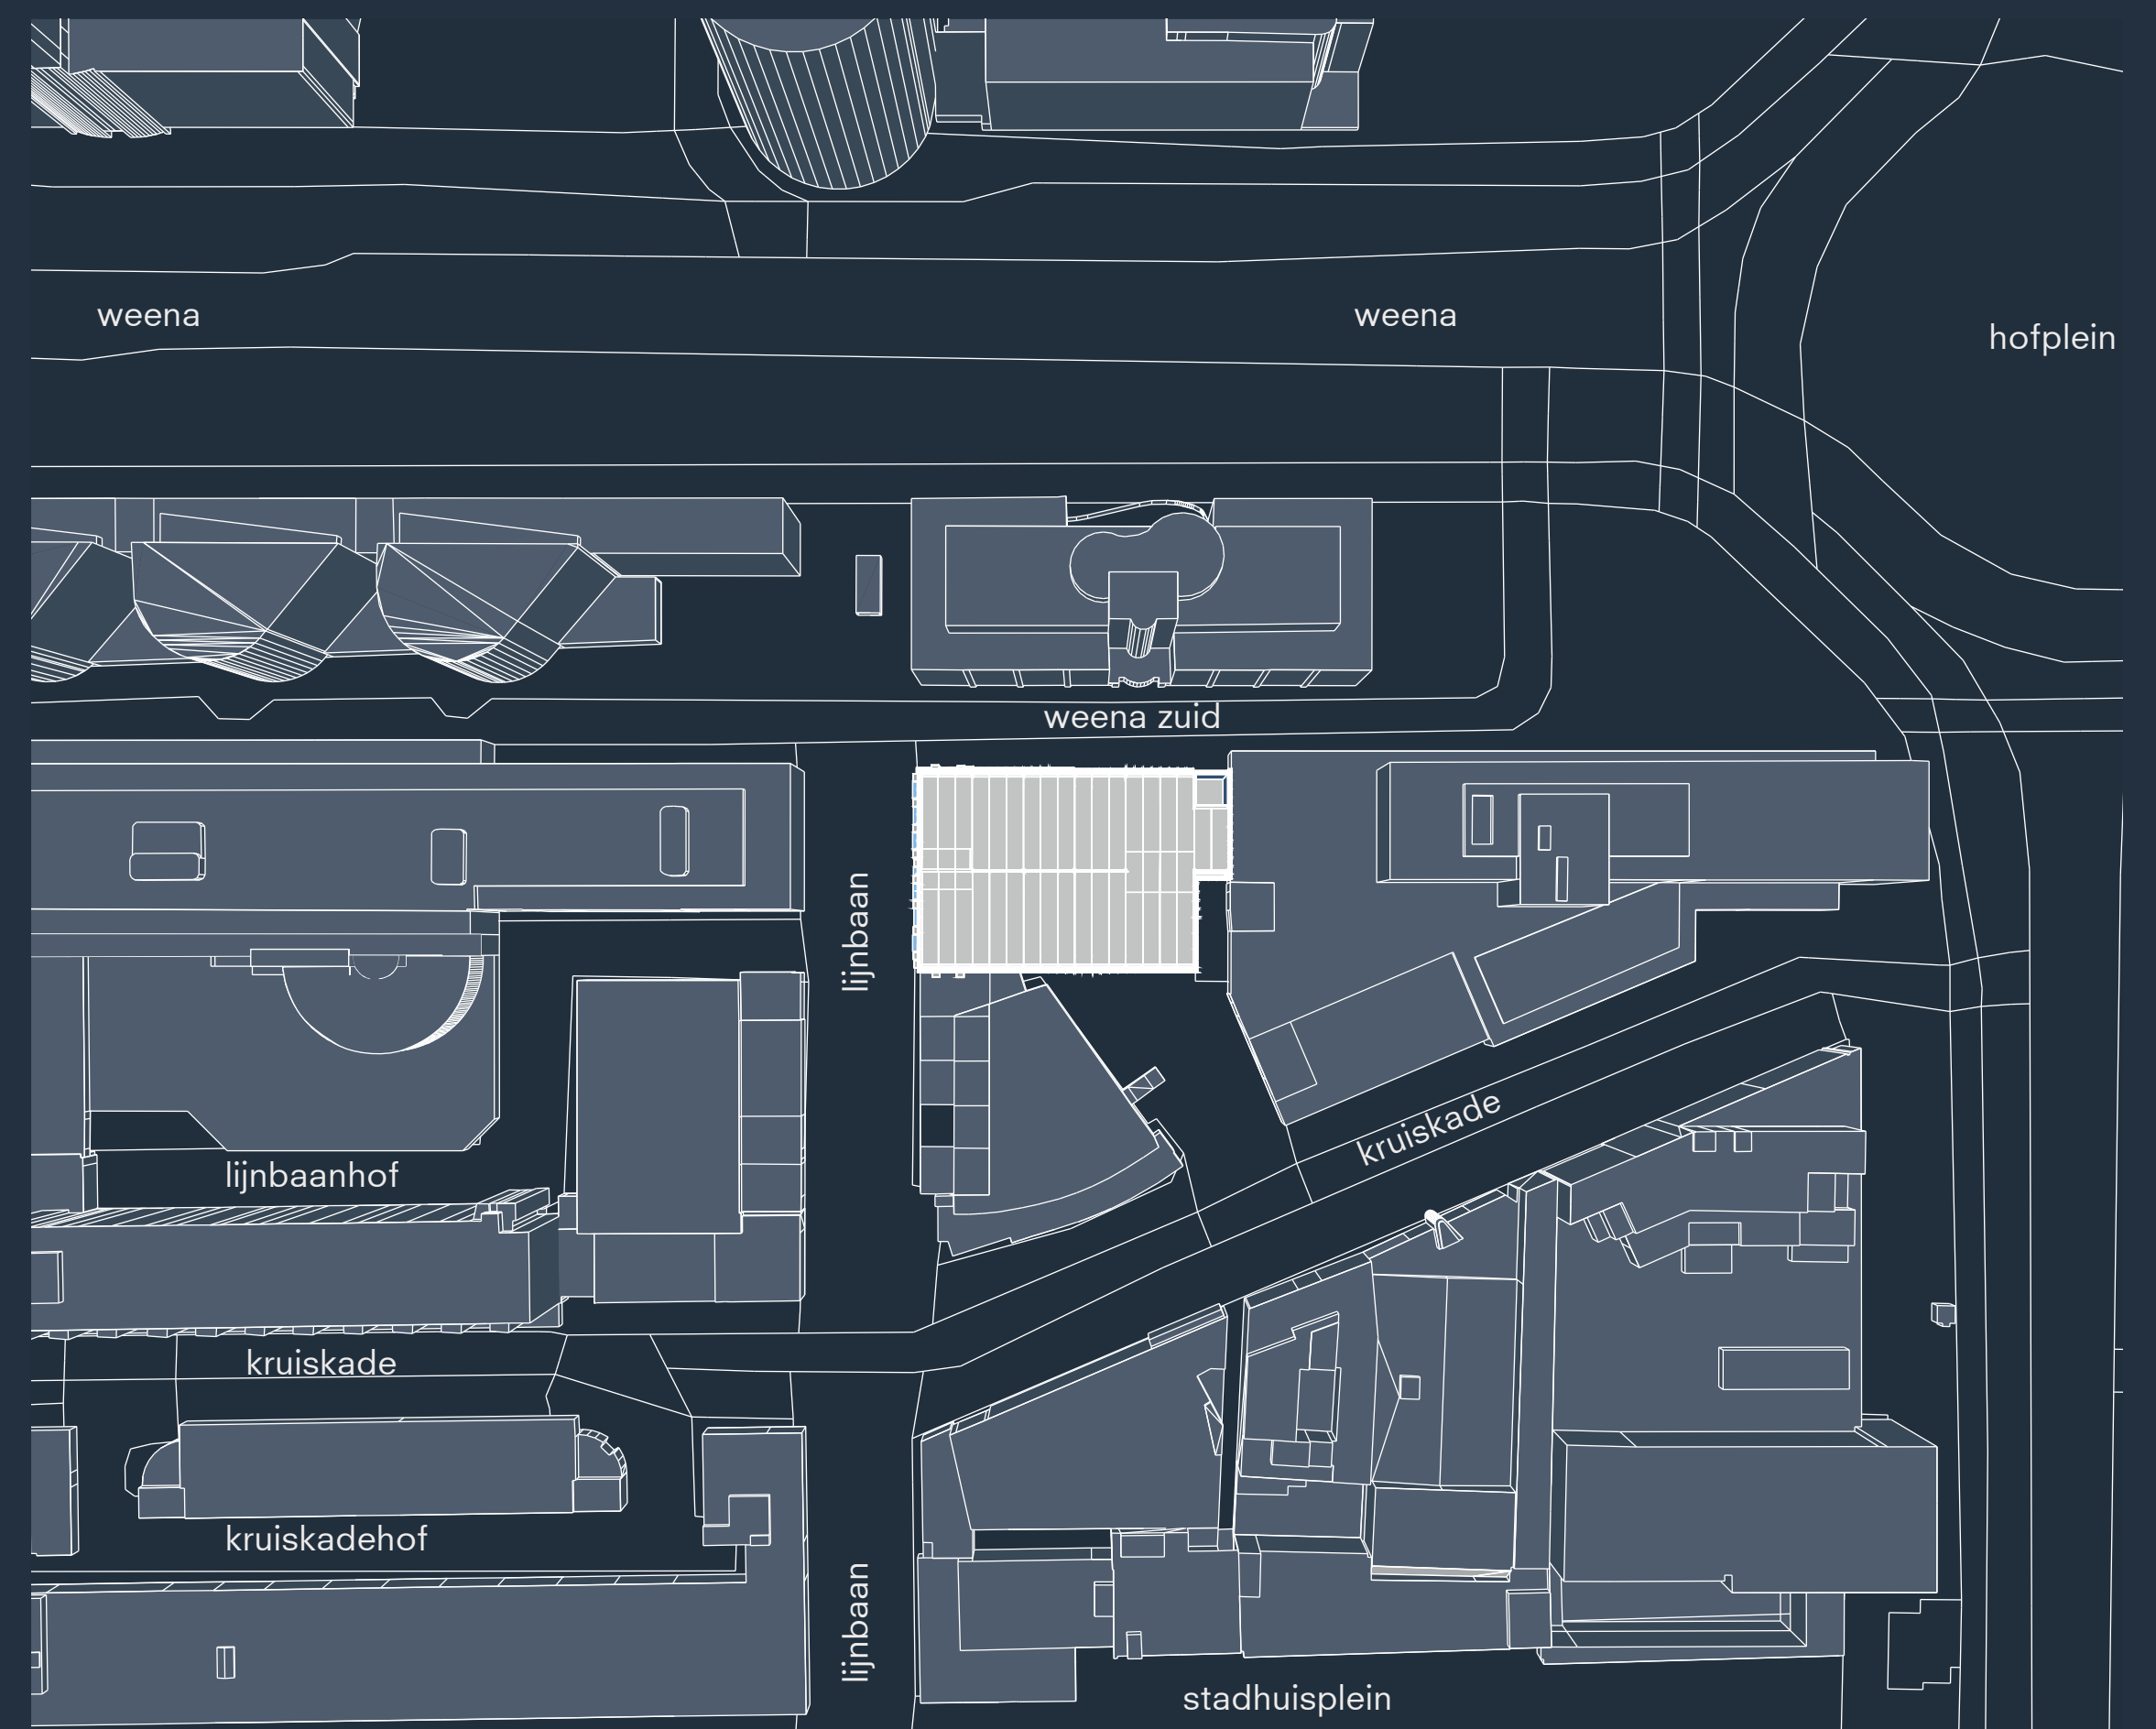 weena
weena
hofplein
weena zuid
lijnbaan
kruiskade
lijnbaanhof
kruiskade
kruiskadehof
lijnbaan
stadhuisplein